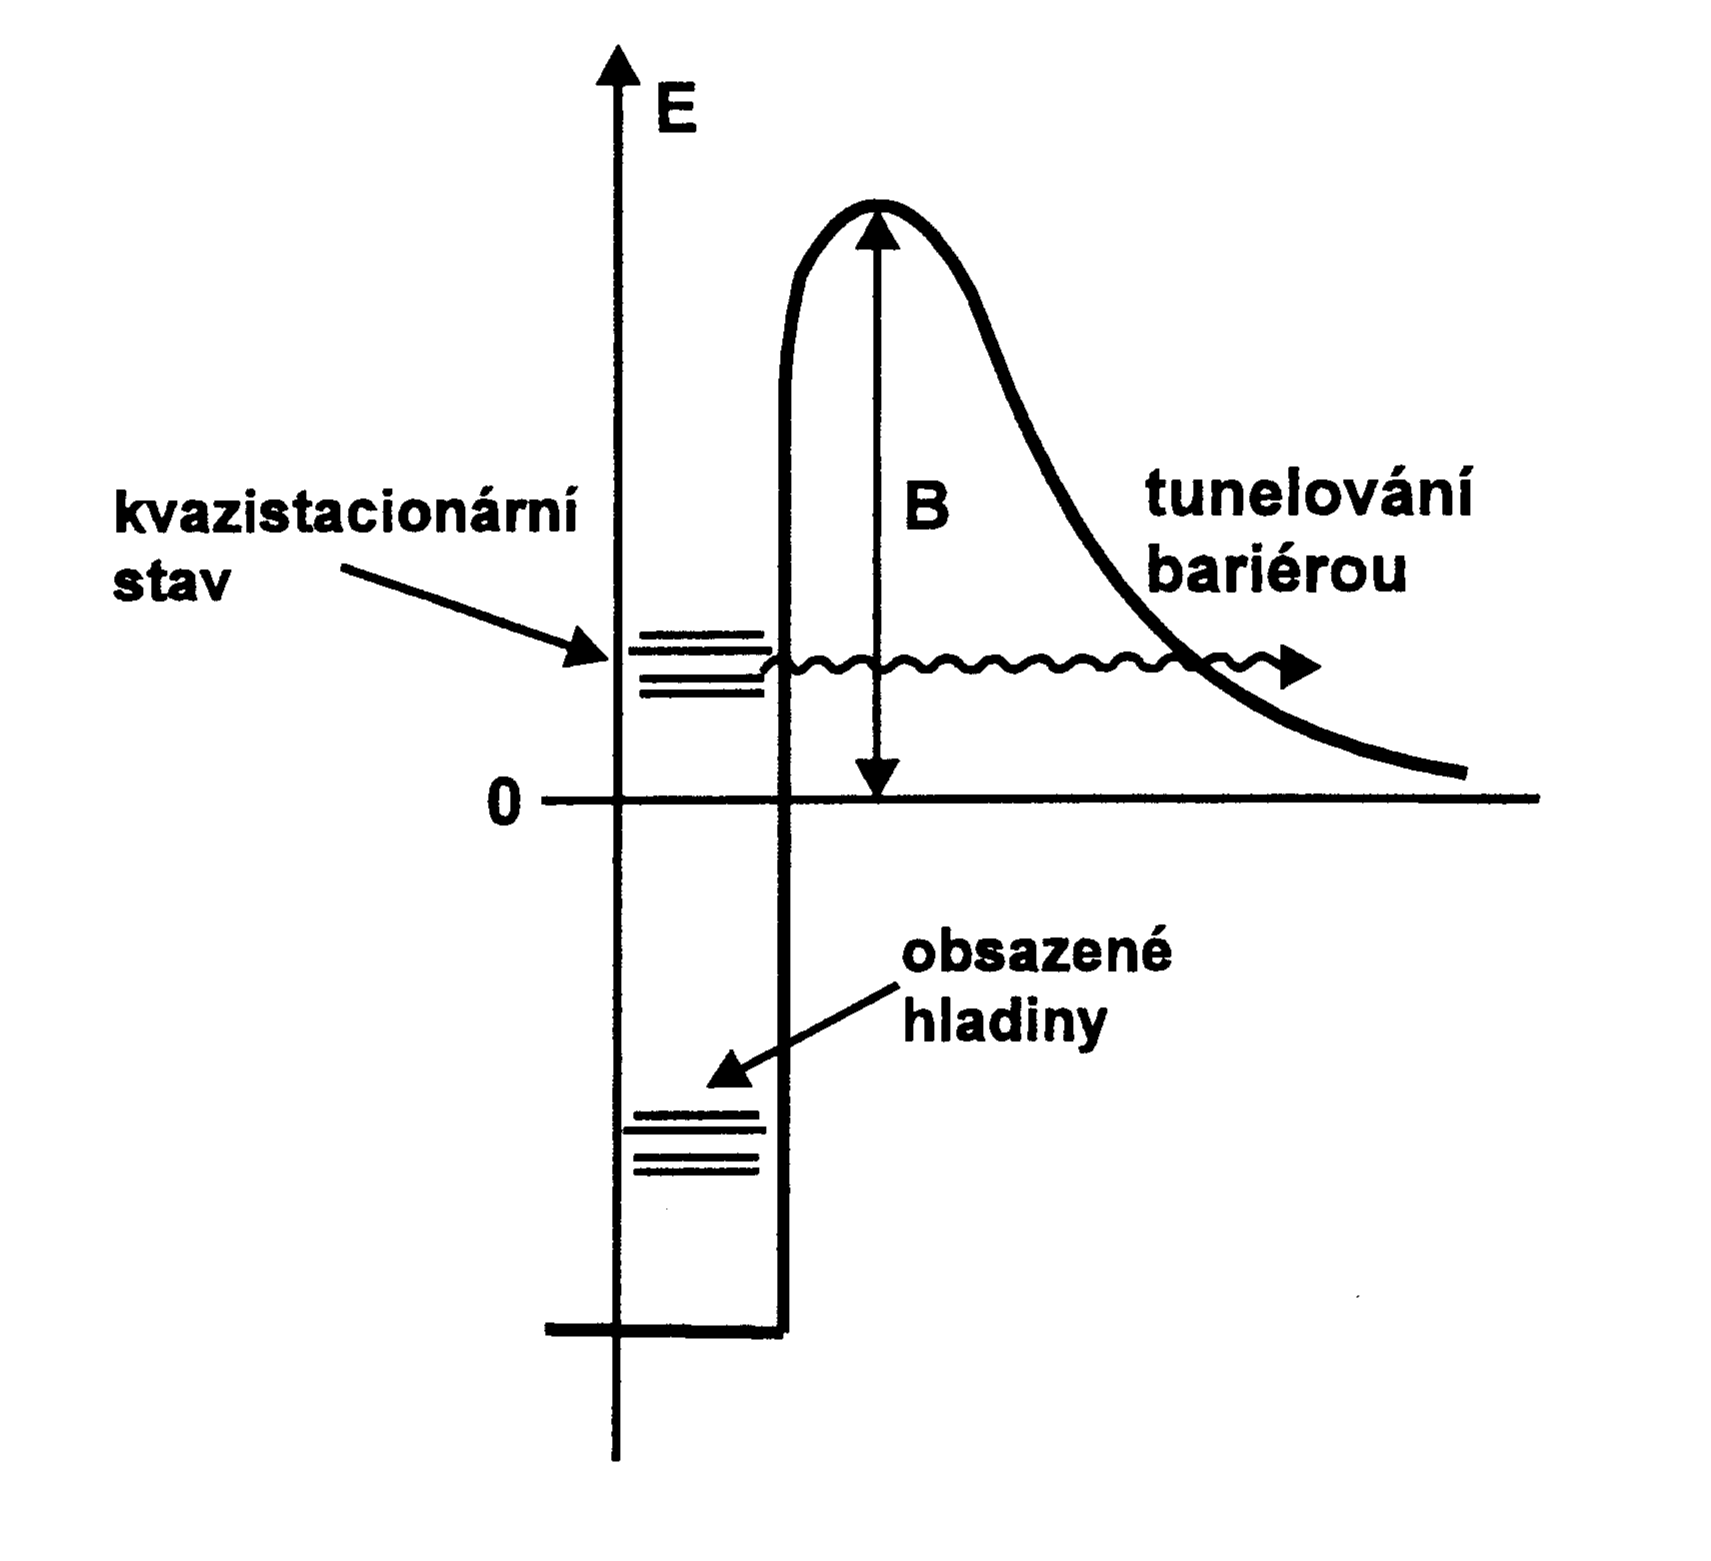 E
kvazistacionární
stav
B
tunelování
bariérou
0
obsazené
hladiny